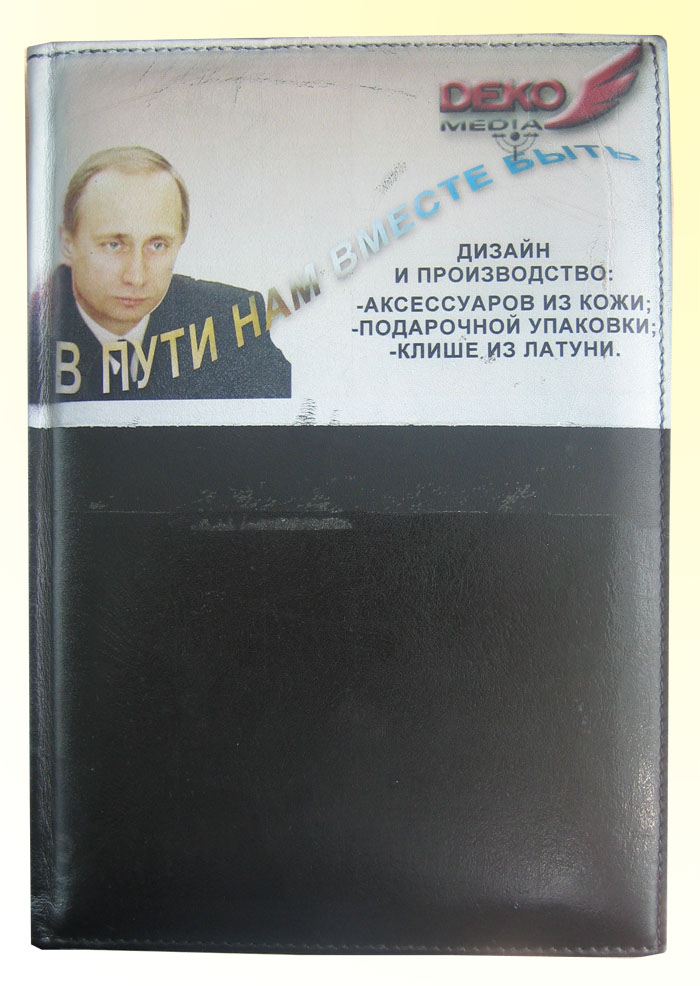 DEKO
MEDIA
В ПУТИ НАМ ВМЕСТЕ БЫТЬ
ДИЗАЙН
И ПРОИЗВОДСТВО:
-АКСЕССУАРОВ ИЗ КОЖИ;
-ПОДАРОЧНОЙ УПАКОВКИ;
-КЛИШЕ ИЗ ЛАТУНИ.